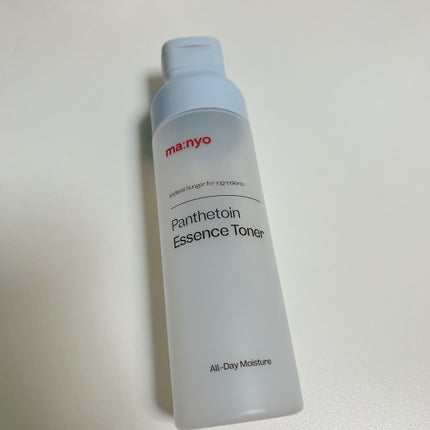 ma:nyo
endless hunger for ingredients
Panthetoin
Essence Toner
All-Day Moisture